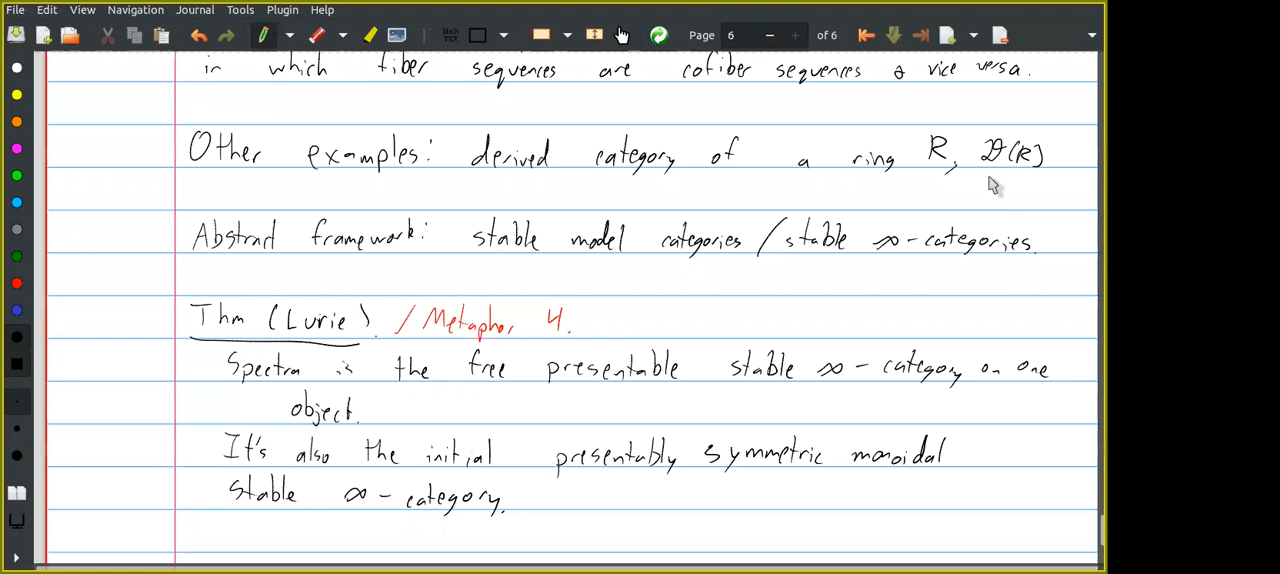 File Edit View Navigation Journal Tools Plugin Help
Math TEX Page 6 of 6
in which fiber sequences are cofiber sequences & vice versa.
Other examples: derived category of a ring R, D(R)
Abstract framework: stable model categories / stable ∞-categories.
Thm (Lurie). / Metaphor 4.
Spectra is the free presentable stable ∞-category on one
object.
It's also the initial presentably symmetric monoidal
stable ∞-category.